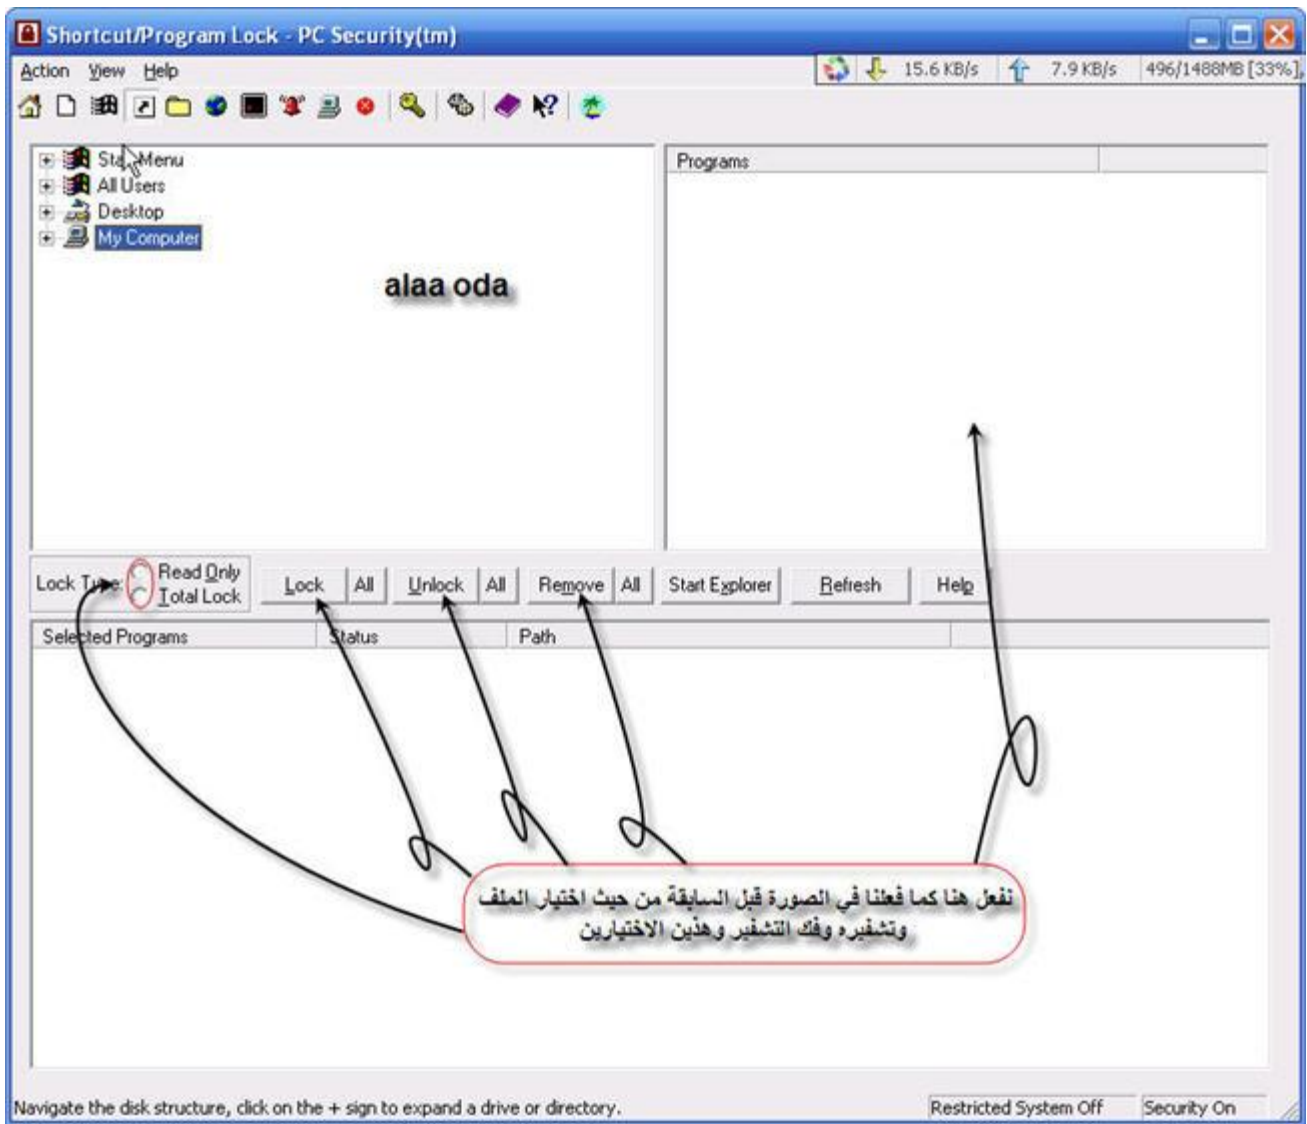 Shortcut/Program Lock - PC Security(tm)
Action View Help
15.6 KB/s 7.9 KB/s 496/1488MB [33%],
Menu
All Users
Desktop
My Computer
Programs
alaa oda
Lock
Read Only
Total Lock
Lock All Unlock All Remove All Start Explorer Refresh Help
Selected Programs Status Path
نفعل هنا كما فعلنا في الصورة قبل السابقة من حيث اختيار الملف
وتشفيره وفك التشفير وهذين الاختيارين
Navigate the disk structure, click on the + sign to expand a drive or directory.
Restricted System Off Security On